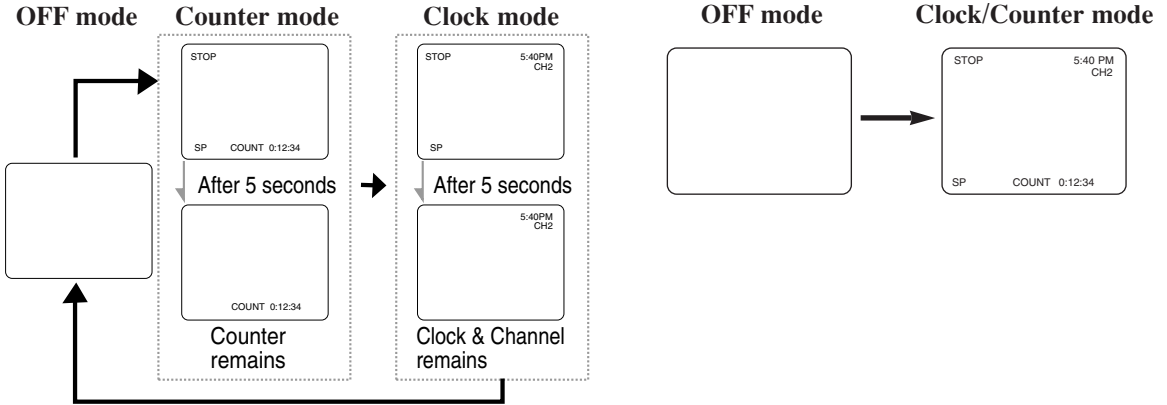 OFF mode
Counter mode
Clock mode
STOP
SP COUNT 0:12:34
After 5 seconds
COUNT 0:12:34
Counter
remains
STOP 5:40PM
CH2
SP
After 5 seconds
5:40PM
CH2
Clock & Channel
remains
OFF mode
Clock/Counter mode
STOP 5:40 PM
CH2
SP COUNT 0:12:34